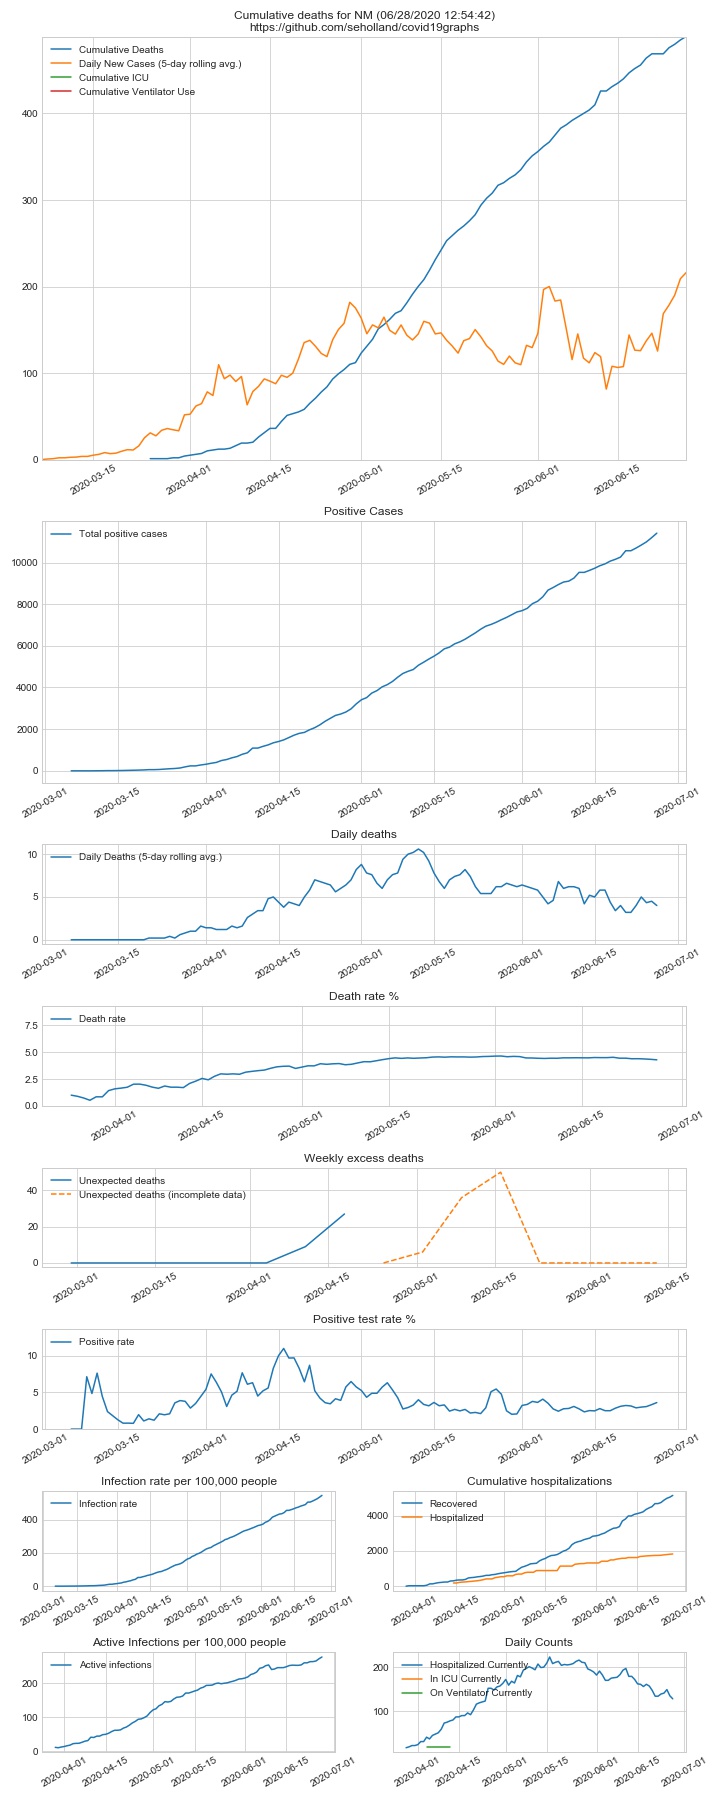 Cumulative deaths for NM (06/28/2020 12:54:42)
https://github.com/seholland/covid19graphs
Cumulative Deaths
Daily New Cases (5-day rolling avg.)
Cumulative ICU
Cumulative Ventilator Use
400
300
200
100
0
2020-03-15 2020-04-01 2020-04-15 2020-05-01 2020-05-15 2020-06-01 2020-06-15
Positive Cases
Total positive cases
10000
8000
6000
4000
2000
0
2020-03-01 2020-03-15 2020-04-01 2020-04-15 2020-05-01 2020-05-15 2020-06-01 2020-06-15 2020-07-01
Daily deaths
Daily Deaths (5-day rolling avg.)
10
5
0
2020-03-01 2020-03-15 2020-04-01 2020-04-15 2020-05-01 2020-05-15 2020-06-01 2020-06-15 2020-07-01
Death rate %
Death rate
7.5
5.0
2.5
0.0
2020-04-01 2020-04-15 2020-05-01 2020-05-15 2020-06-01 2020-06-15 2020-07-01
Weekly excess deaths
Unexpected deaths
Unexpected deaths (incomplete data)
40
20
0
2020-03-01 2020-03-15 2020-04-01 2020-04-15 2020-05-01 2020-05-15 2020-06-01 2020-06-15
Positive test rate %
Positive rate
10
5
0
2020-03-01 2020-03-15 2020-04-01 2020-04-15 2020-05-01 2020-05-15 2020-06-01 2020-06-15 2020-07-01
Infection rate per 100,000 people
Infection rate
400
200
0
2020-03-01 2020-03-15 2020-04-01 2020-04-15 2020-05-01 2020-05-15 2020-06-01 2020-06-15 2020-07-01
Cumulative hospitalizations
Recovered
Hospitalized
4000
2000
0
2020-04-01 2020-04-15 2020-05-01 2020-05-15 2020-06-01 2020-06-15 2020-07-01
Active Infections per 100,000 people
Active infections
200
100
0
2020-04-01 2020-04-15 2020-05-01 2020-05-15 2020-06-01 2020-06-15 2020-07-01
Daily Counts
Hospitalized Currently
In ICU Currently
On Ventilator Currently
200
100
2020-04-01 2020-04-15 2020-05-01 2020-05-15 2020-06-01 2020-06-15 2020-07-01